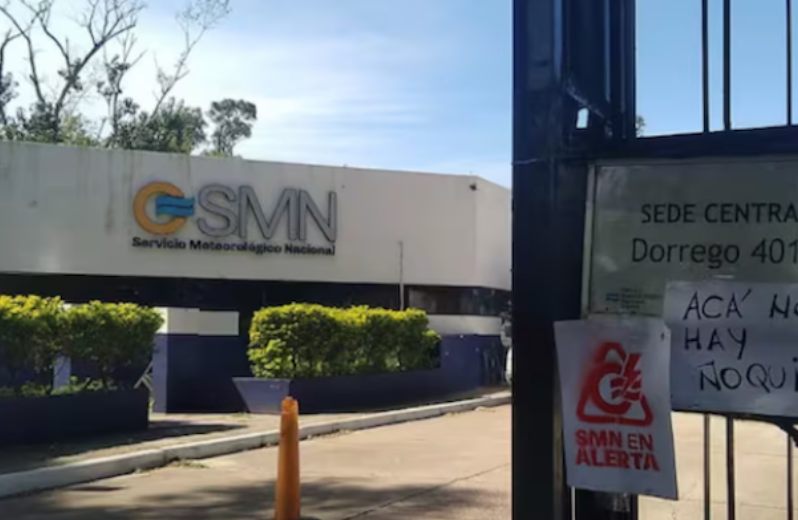 SMN
Servicio Meteorológico Nacional
SEDE CENTRA
Dorrego 401
ACÁ NO
HAY
ÑOQUI
SMN EN
ALERTA